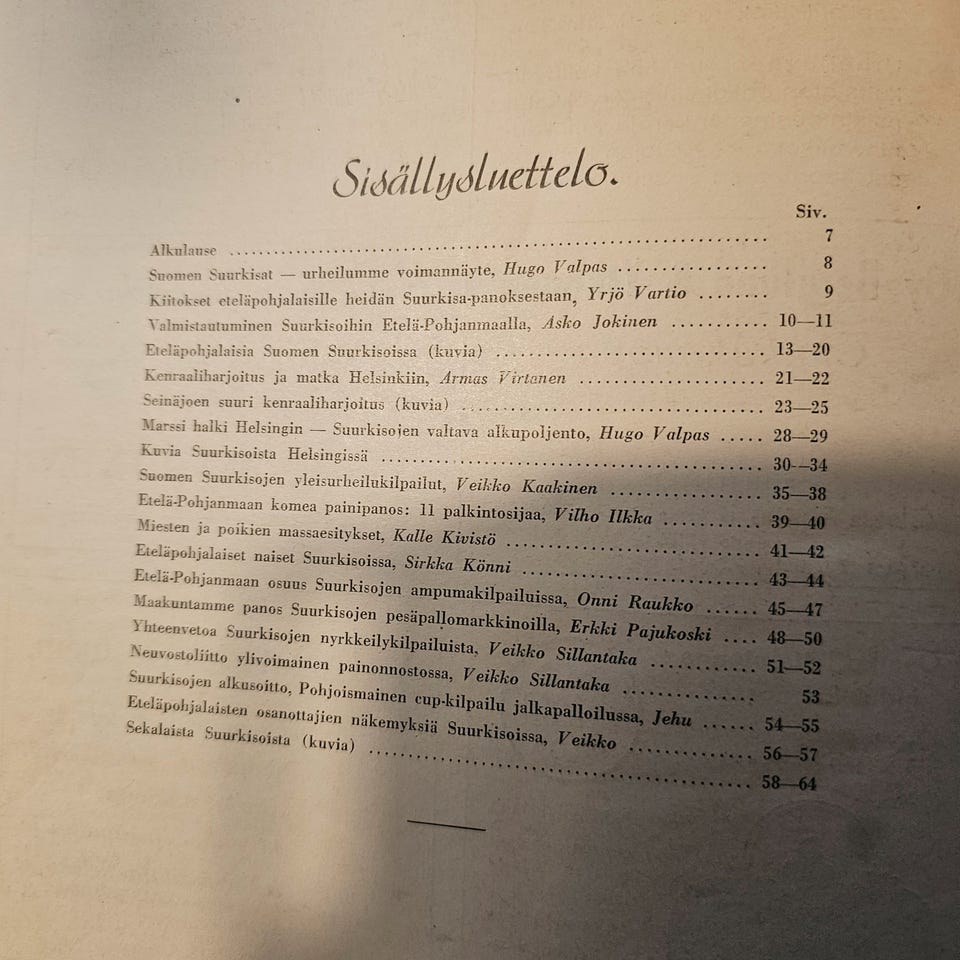 Sisällysluettelo.
Siv.
Alkulause ........ 7
Suomen Suurkisat — urheilumme voimannäyte, Hugo Valpas ........ 8
Kiitokset eteläpohjalaisille heidän Suurkisa-panoksestaan, Yrjö Vartio ........ 9
Valmistautuminen Suurkisoihin Etelä-Pohjanmaalla, Asko Jokinen ........ 10—11
Eteläpohjalaisia Suomen Suurkisoissa (kuvia) ........ 13—20
Kenraaliharjoitus ja matka Helsinkiin, Armas Virtanen ........ 21—22
Seinäjoen suuri kenraaliharjoitus (kuvia) ........ 23—25
Marssi halki Helsingin — Suurkisojen valtava alkupoljento, Hugo Valpas ..... 28—29
Kuvia Suurkisoista Helsingissä ........ 30—34
Suomen Suurkisojen yleisurheilukilpailut, Veikko Kaakinen ........ 35—38
Etelä-Pohjanmaan komea painipanos: 11 palkintosijaa, Vilho Ilkka ........ 39—40
Miesten ja poikien massaesitykset, Kalle Kivistö ........ 41—42
Eteläpohjalaiset naiset Suurkisoissa, Sirkka Könni ........ 43—44
Etelä-Pohjanmaan osuus Suurkisojen ampumakilpailuissa, Onni Raukko ...... 45—47
Maakuntamme panos Suurkisojen pesäpallomarkkinoilla, Erkki Pajukoski .... 48—50
Yhteenvetoa Suurkisojen nyrkkeilykilpailuista, Veikko Sillantaka ........ 51—52
Neuvostoliitto ylivoimainen painonnostossa, Veikko Sillantaka ........ 53
Suurkisojen alkusoitto, Pohjoismainen cup-kilpailu jalkapalloilussa, Jehu ...... 54—55
Eteläpohjalaisten osanottajien näkemyksiä Suurkisoissa, Veikko ........ 56—57
Sekalaista Suurkisoista (kuvia) ........ 58—64